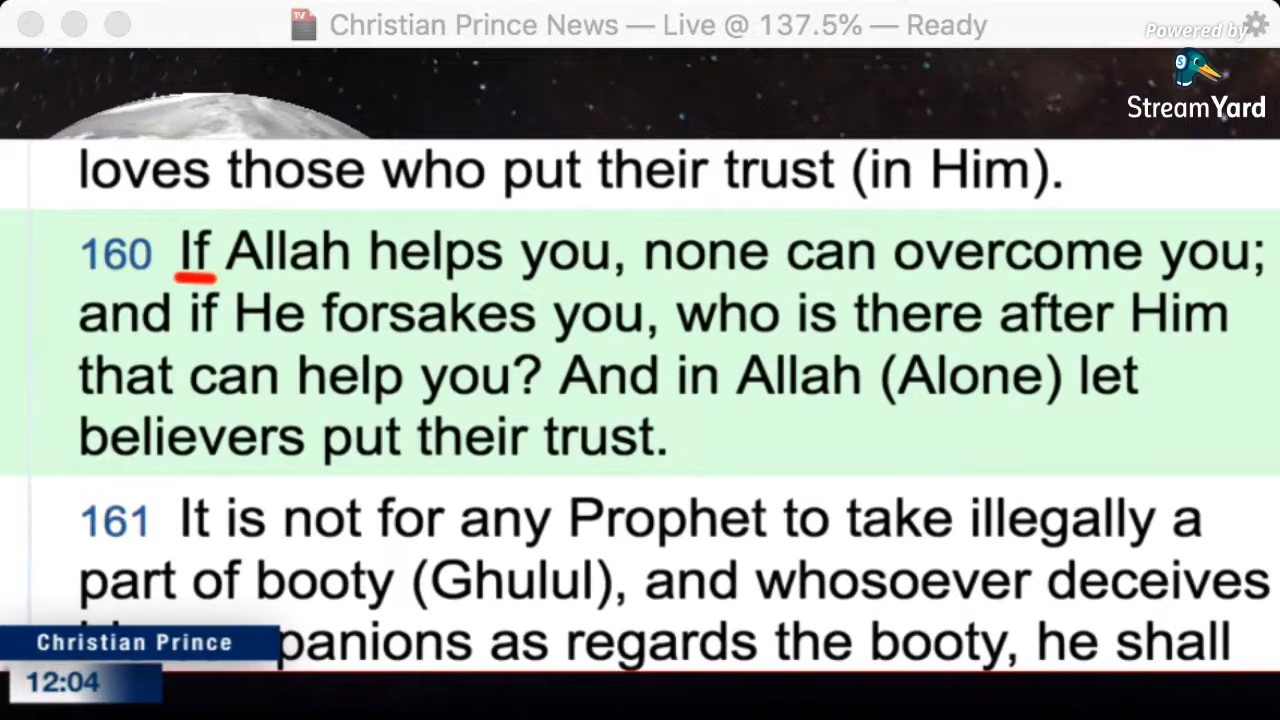 Christian Prince News — Live @ 137.5% — Ready
Powered by
StreamYard
loves those who put their trust (in Him).
160 If Allah helps you, none can overcome you;
and if He forsakes you, who is there after Him
that can help you? And in Allah (Alone) let
believers put their trust.
161 It is not for any Prophet to take illegally a
part of booty (Ghulul), and whosoever deceives
panions as regards the booty, he shall
Christian Prince
12:04